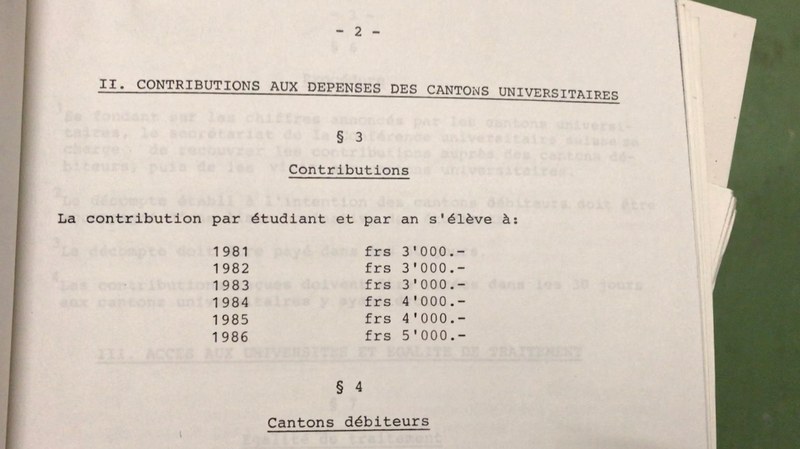 - 2 -
II. CONTRIBUTIONS AUX DEPENSES DES CANTONS UNIVERSITAIRES
§ 3
Contributions
La contribution par étudiant et par an s'élève à:
1981 frs 3'000.-
1982 frs 3'000.-
1983 frs 3'000.-
1984 frs 4'000.-
1985 frs 4'000.-
1986 frs 5'000.-
§ 4
Cantons débiteurs